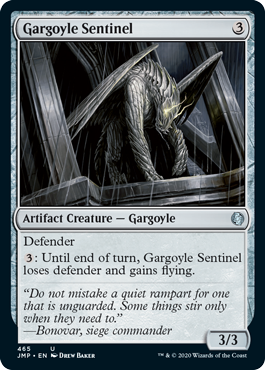 Gargoyle Sentinel 3
Artifact Creature — Gargoyle
Defender
3: Until end of turn, Gargoyle Sentinel
loses defender and gains flying.
“Do not mistake a quiet rampart for one
that is unguarded. Some things stir only
when they need to.”
—Bonovar, siege commander
3/3
465 U
JMP • EN DREW BAKER
™ & © 2020 Wizards of the Coast